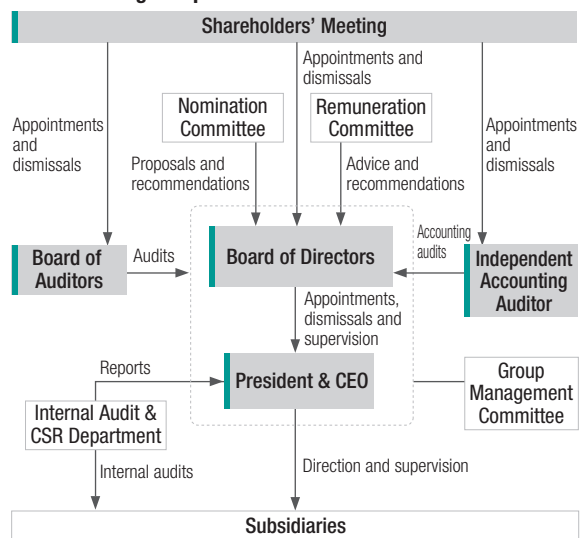 Shareholders' Meeting
Appointments and
dismissals
Nomination
Committee
Remuneration
Committee
Appointments
and
dismissals
Appointments
and
dismissals
Proposals and
recommendations
Advice and
recommendations
Board of
Auditors
Audits
Board of Directors
Accounting
audits
Independent
Accounting
Auditor
Appointments,
dismissals and
supervision
Reports
President & CEO
Group
Management
Committee
Internal Audit &
CSR Department
Internal audits
Direction and supervision
Subsidiaries